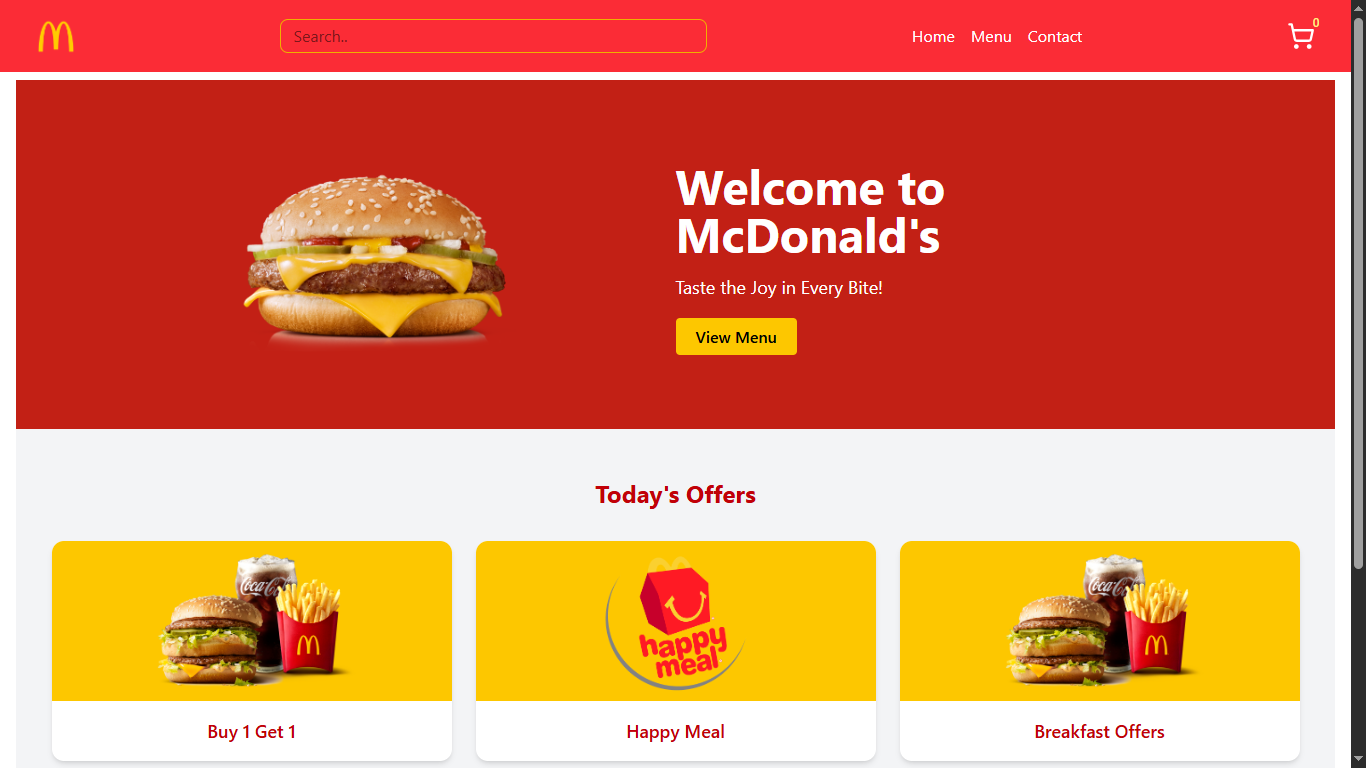 Search..
Home Menu Contact
0
Welcome to
McDonald's
Taste the Joy in Every Bite!
View Menu
Today's Offers
Coca-Cola
happy
meal
Coca-Cola
Buy 1 Get 1
Happy Meal
Breakfast Offers